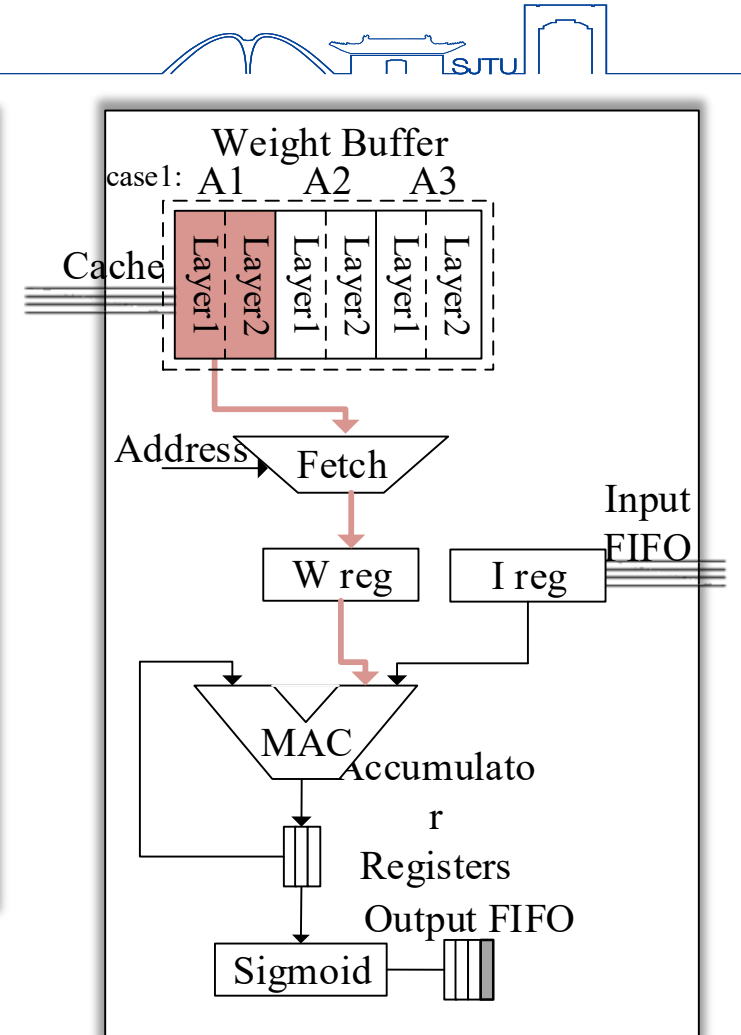 SJTU
Weight Buffer
case1: A1 A2 A3
Layer1 Layer2 Layer1 Layer2 Layer1 Layer2
Cache
Address
Fetch
Input
FIFO
W reg
I reg
MAC
Accumulato
r
Registers
Output FIFO
Sigmoid